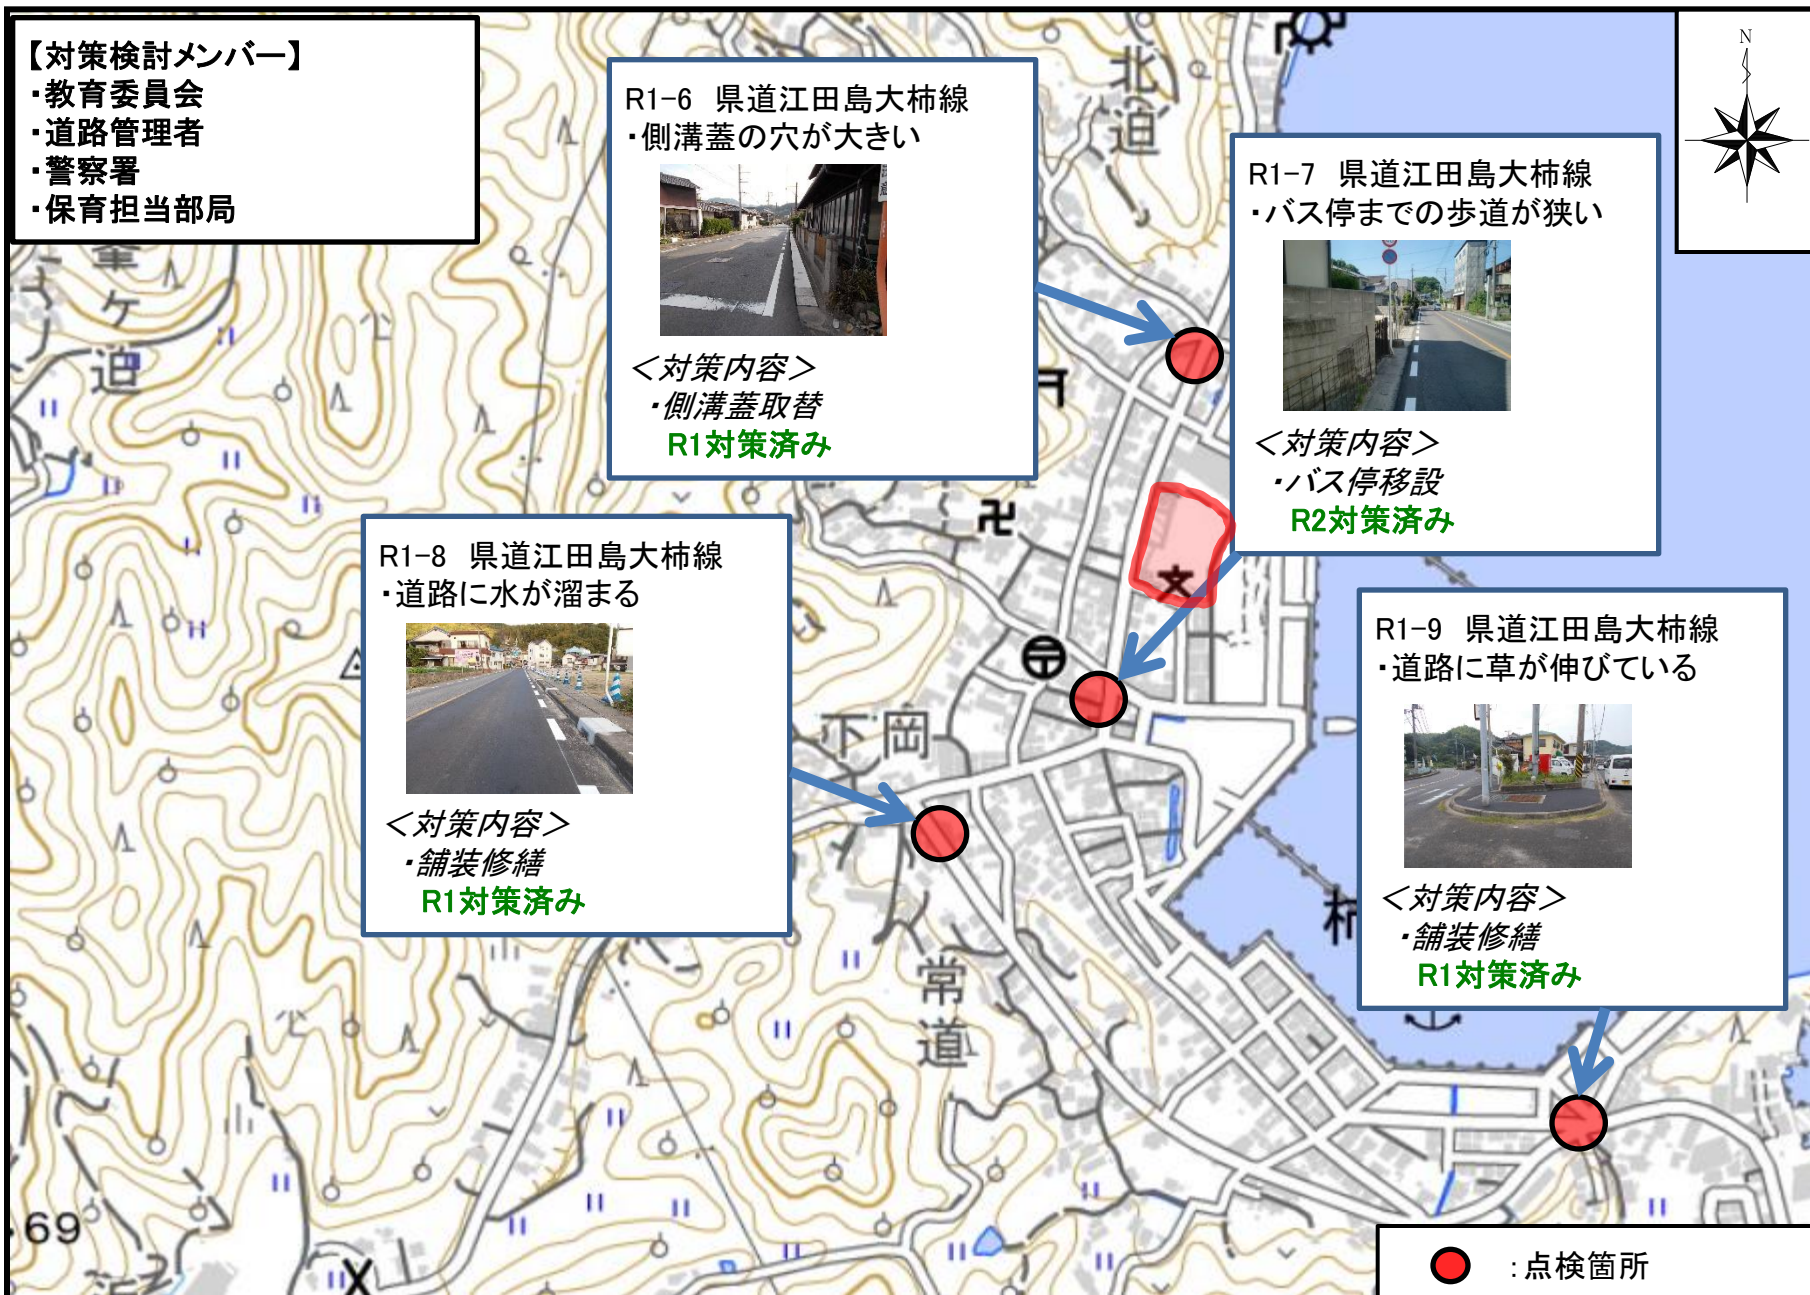 【対策検討メンバー】
・教育委員会
・道路管理者
・警察署
・保育担当部局
R1-6 県道江田島大柿線
・側溝蓋の穴が大きい
＜対策内容＞
・側溝蓋取替
R1対策済み
R1-7 県道江田島大柿線
・バス停までの歩道が狭い
＜対策内容＞
・バス停移設
R2対策済み
R1-8 県道江田島大柿線
・道路に水が溜まる
＜対策内容＞
・舗装修繕
R1対策済み
R1-9 県道江田島大柿線
・道路に草が伸びている
＜対策内容＞
・舗装修繕
R1対策済み
N
北迫
ケ迫
文
下岡
常道
柿
69
：点検箇所